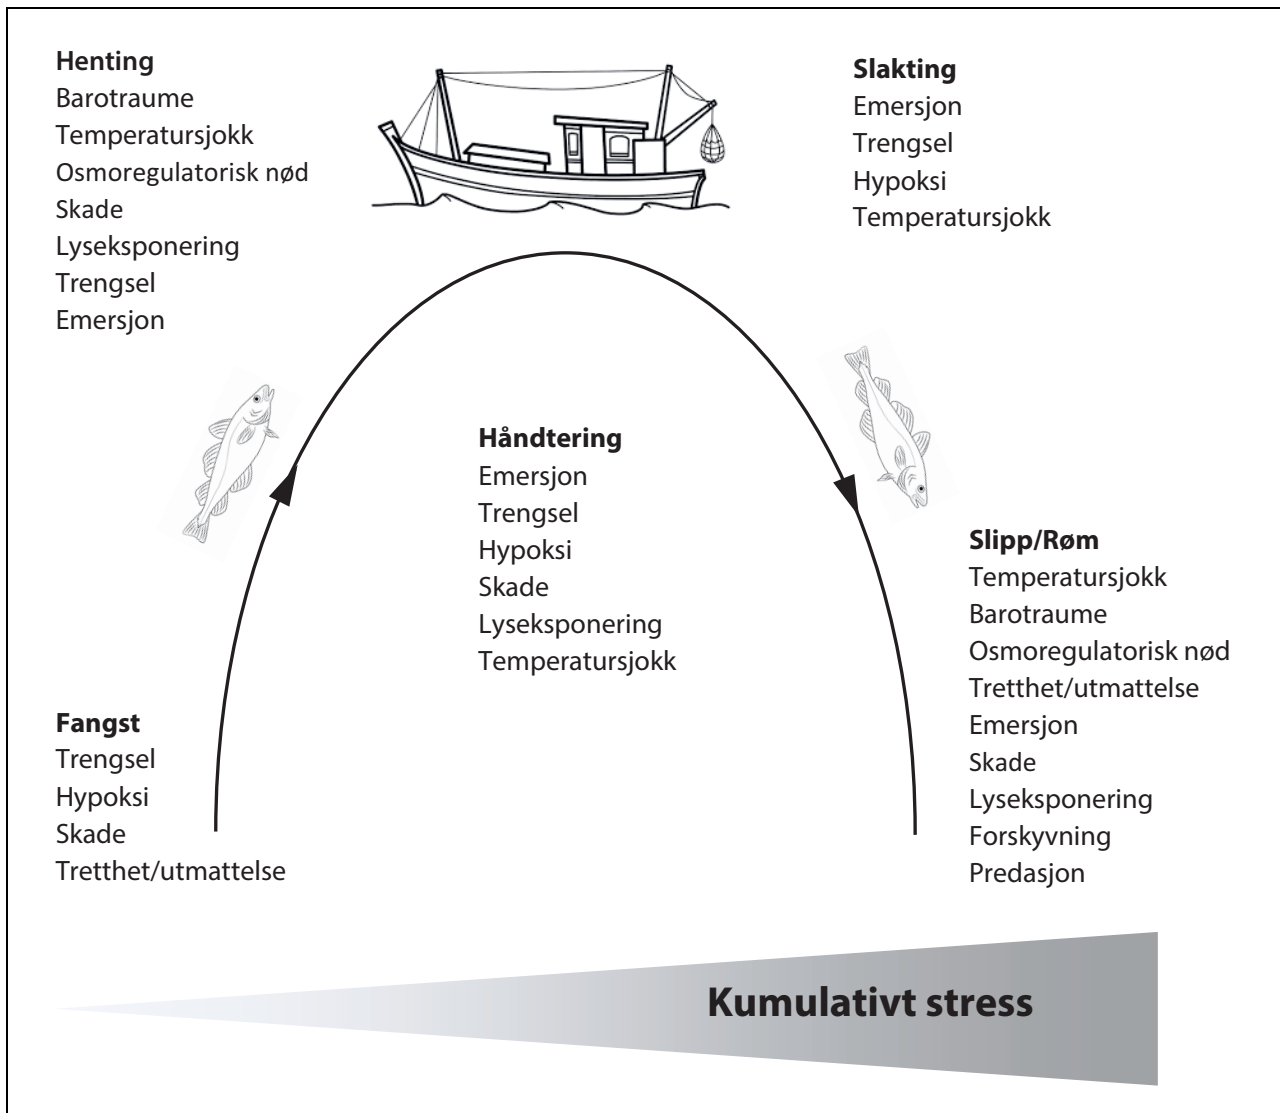 Henting
Barotraume
Temperatursjokk
Osmoregulatorisk nød
Skade
Lyseksponering
Trengsel
Emersjon
Slakting
Emersjon
Trengsel
Hypoksi
Temperatursjokk
Håndtering
Emersjon
Trengsel
Hypoksi
Skade
Lyseksponering
Temperatursjokk
Fangst
Trengsel
Hypoksi
Skade
Tretthet/utmattelse
Slipp/Røm
Temperatursjokk
Barotraume
Osmoregulatorisk nød
Tretthet/utmattelse
Emersjon
Skade
Lyseksponering
Forskyvning
Predasjon
Kumulativt stress